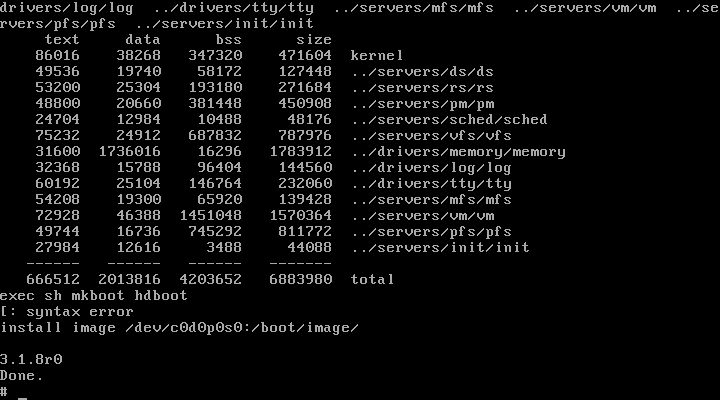 drivers/log/log  ../drivers/tty/tty  ../servers/mfs/mfs  ../servers/vm/vm  ../se
rvers/pfs/pfs  ../servers/init/init
    text    data     bss    size
   86016   38268  347320  471604  kernel
   49536   19740   58172  127448  ../servers/ds/ds
   53200   25304  193180  271684  ../servers/rs/rs
   48800   20660  381448  450908  ../servers/pm/pm
   24704   12984   10488   48176  ../servers/sched/sched
   75232   24912  687832  787976  ../servers/vfs/vfs
   31600 1736016   16296 1783912  ../drivers/memory/memory
   32368   15788   96404  144560  ../drivers/log/log
   60192   25104  146764  232060  ../drivers/tty/tty
   54208   19300   65920  139428  ../servers/mfs/mfs
   72928   46388 1451048 1570364  ../servers/vm/vm
   49744   16736  745292  811772  ../servers/pfs/pfs
   27984   12616    3488   44088  ../servers/init/init
  ------  ------  ------ -------
  666512 2013816 4203652 6883980  total
exec sh mkboot hdboot
[: syntax error
install image /dev/c0d0p0s0:/boot/image/
3.1.8r0
Done.
# _